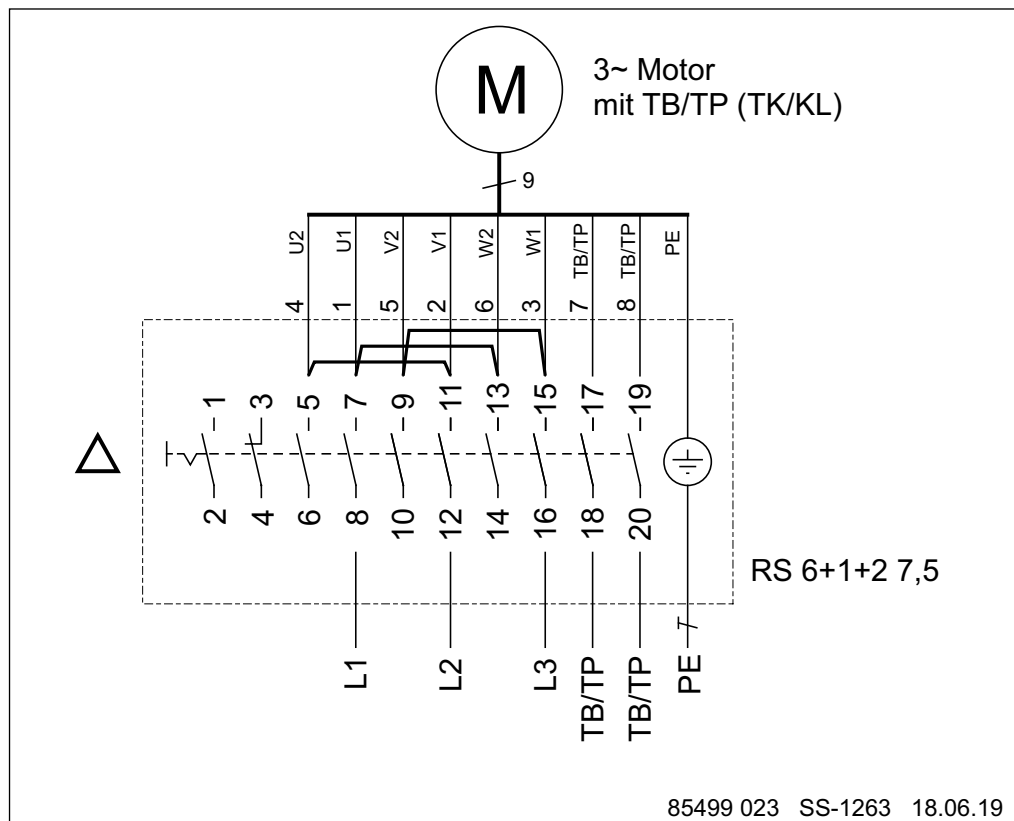 M
3~ Motor
mit TB/TP (TK/KL)
9
U2 U1 V2 V1 W2 W1 TB/TP TB/TP PE
4 1 5 2 6 3 7 8
1 3 5 7 9 11 13 15 17 19
2 4 6 8 10 12 14 16 18 20
RS 6+1+2 7,5
L1 L2 L3 TB/TP TB/TP PE
85499 023 SS-1263 18.06.19